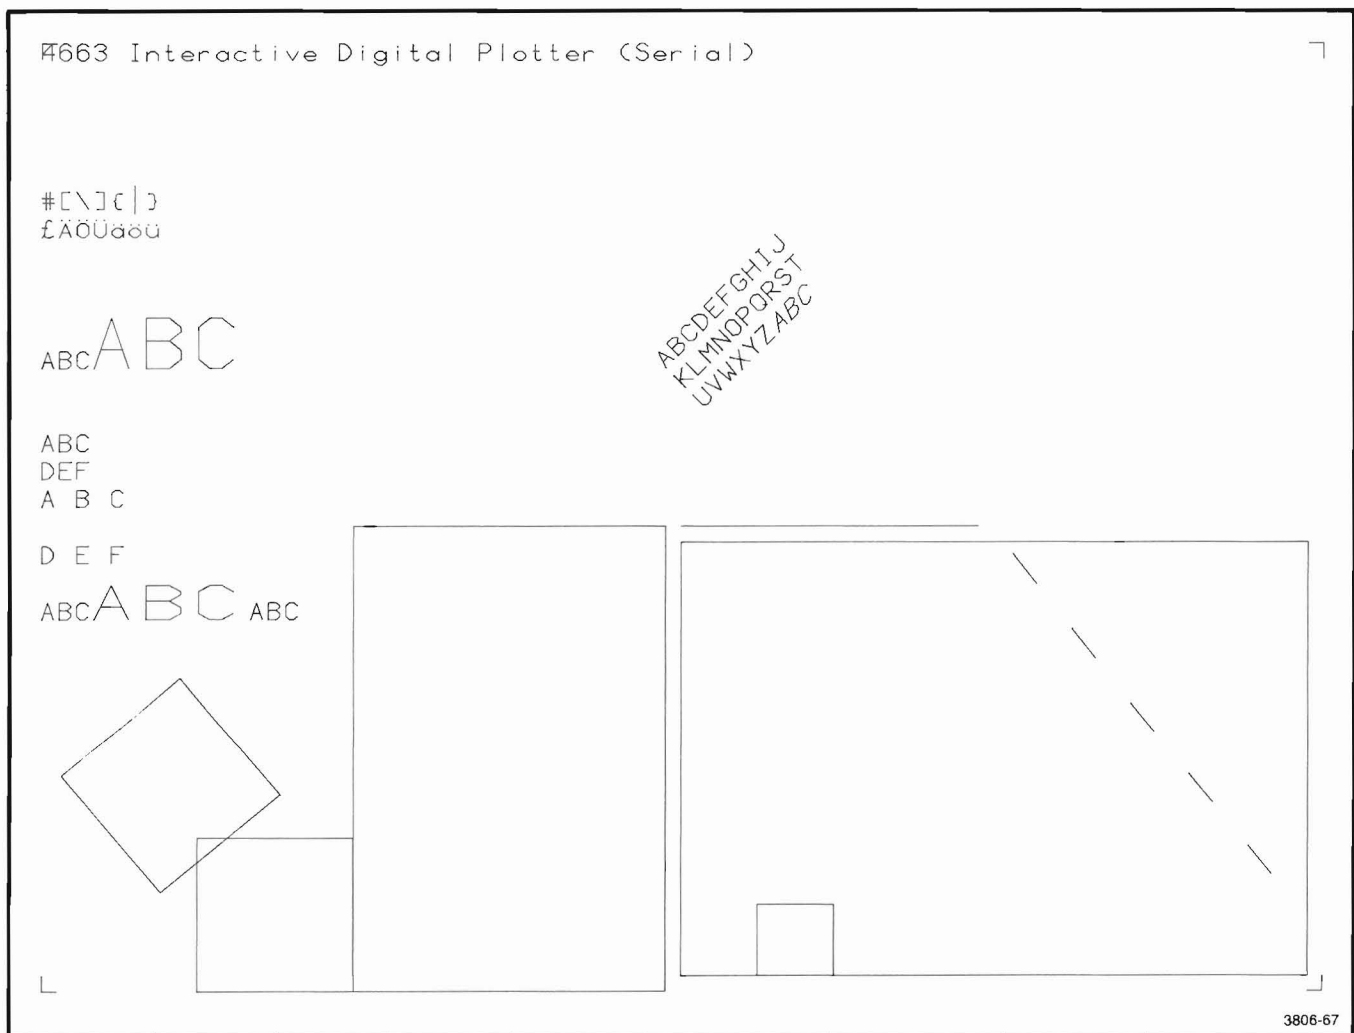 4663 Interactive Digital Plotter (Serial)
#[\]{|}
£ÄÖÜäöü
ABCABC
ABC
DEF
A B C
D E F
ABCABC ABC
ABCDEFGHIJ
KLMNOPQRST
UVWXYZABC
3806-67